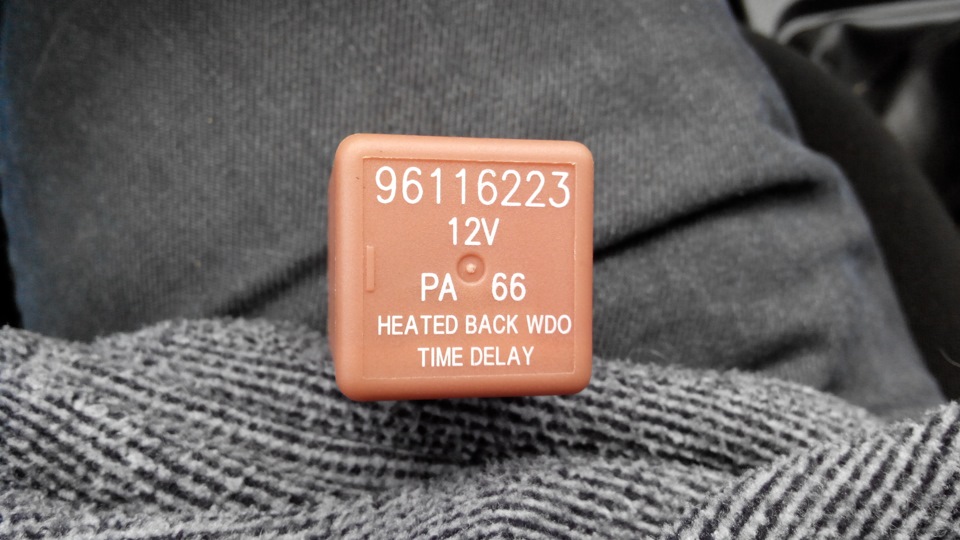 96116223
12V
PA 66
HEATED BACK WDO
TIME DELAY